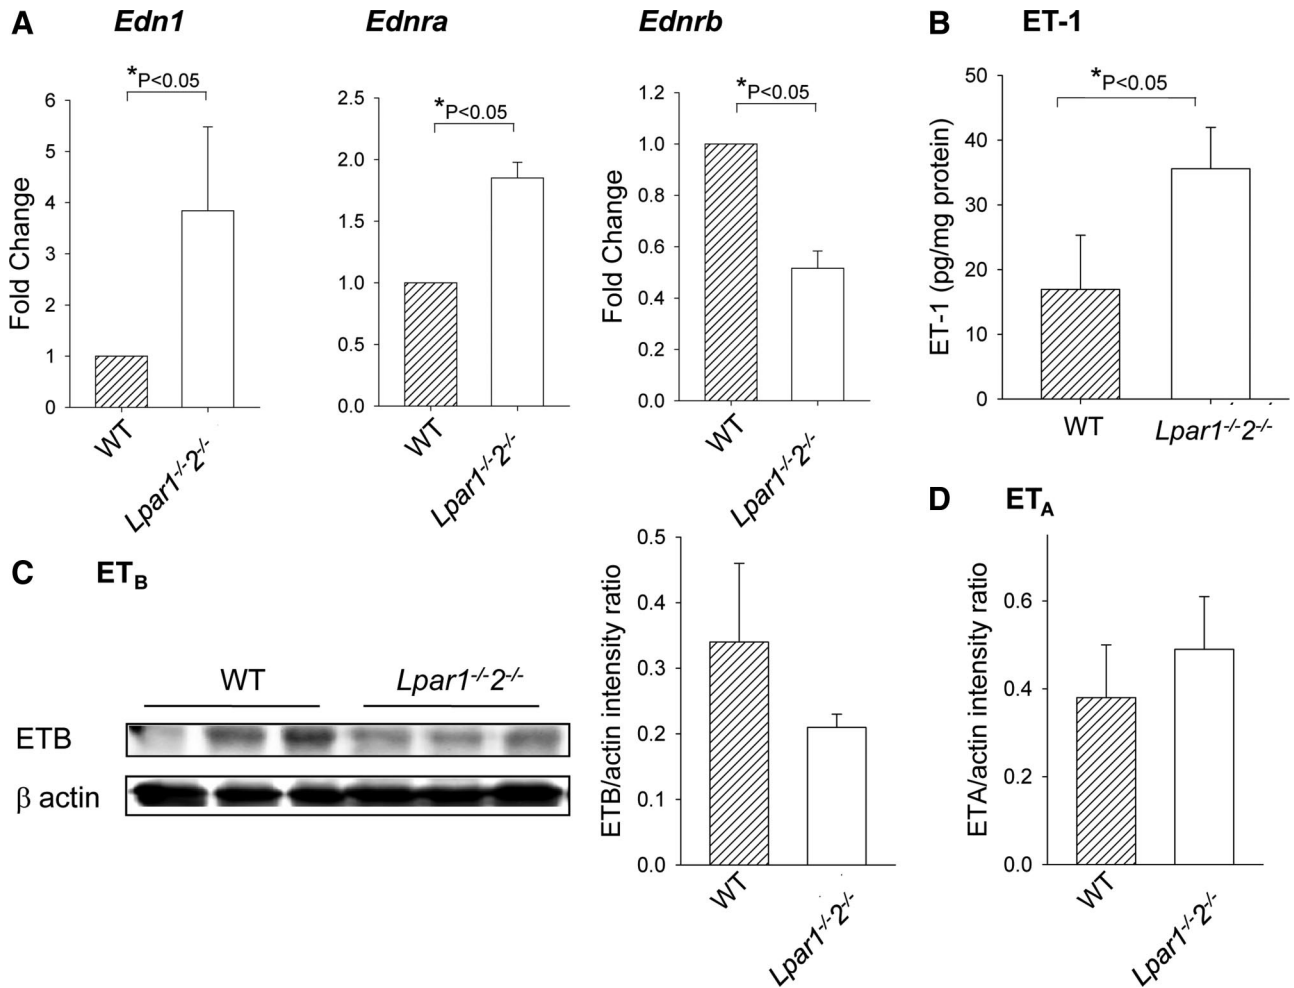 A
Edn1
Fold Change
6
5
4
3
2
1
0
*P<0.05
WT
Lpar1-/-2-/-
Ednra
2.5
2.0
1.5
1.0
0.5
0.0
*P<0.05
WT
Lpar1-/-2-/-
Ednrb
Fold Change
1.2
1.0
0.8
0.6
0.4
0.2
0.0
*P<0.05
WT
Lpar1-/-2-/-
B
ET-1
ET-1 (pg/mg protein)
50
40
30
20
10
0
*P<0.05
WT
Lpar1-/-2-/-
C
ETB
WT
Lpar1-/-2-/-
ETB
β actin
ETB/actin intensity ratio
0.5
0.4
0.3
0.2
0.1
0.0
WT
Lpar1-/-2-/-
D
ETA
ETA/actin intensity ratio
0.6
0.4
0.2
0.0
WT
Lpar1-/-2-/-